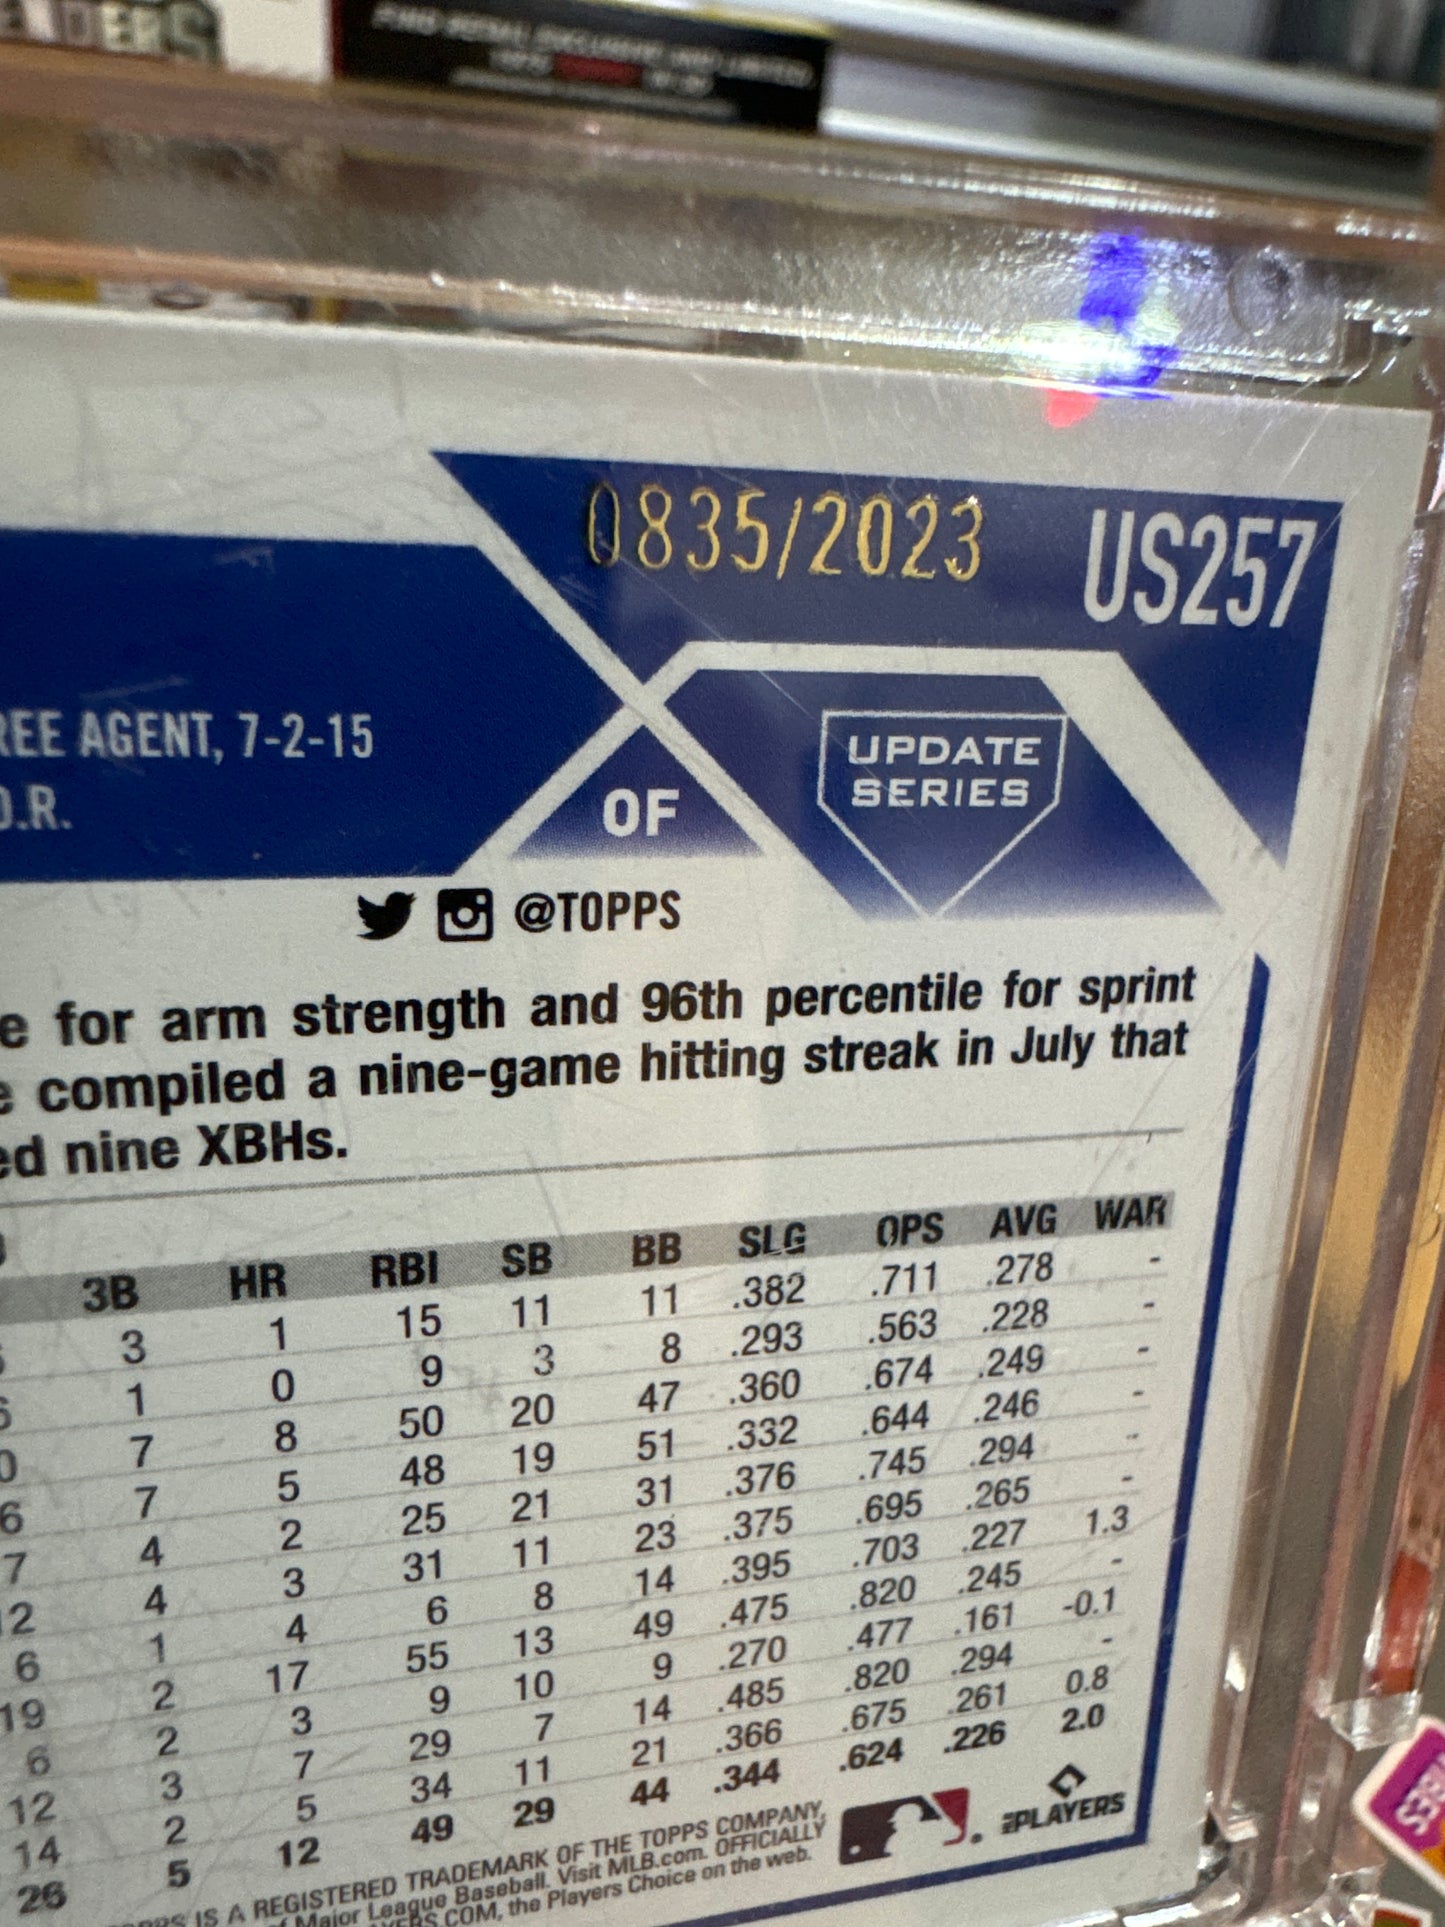 0835/2023
US257
UPDATE
SERIES
OF
AGENT, 7-2-15
@TOPPS
for arm strength and 96th percentile for sprint
compiled a nine-game hitting streak in July that
nine XBHs.
3B HR RBI SB BB SLG OPS AVG WAR
3 1 15 11 11 .382 .711 .278 -
1 0 9 3 8 .293 .563 .228 -
7 8 50 20 47 .360 .674 .249 -
7 5 48 19 51 .332 .644 .246 -
4 2 25 21 31 .376 .745 .294 -
4 3 31 11 23 .375 .695 .265 -
6 1 4 6 8 14 .395 .703 .227 1.3
19 2 17 55 13 49 .475 .820 .245 -
6 2 3 9 10 9 .270 .477 .161 -0.1
12 3 7 29 7 14 .485 .820 .294 -
14 2 5 34 11 21 .366 .675 .261 0.8
26 5 12 49 29 44 .344 .624 .226 2.0
IS A REGISTERED TRADEMARK OF THE TOPPS COMPANY,
Major League Baseball. Visit MLB.com. OFFICIALLY
.COM, the Players Choice on the web.
PLAYERS